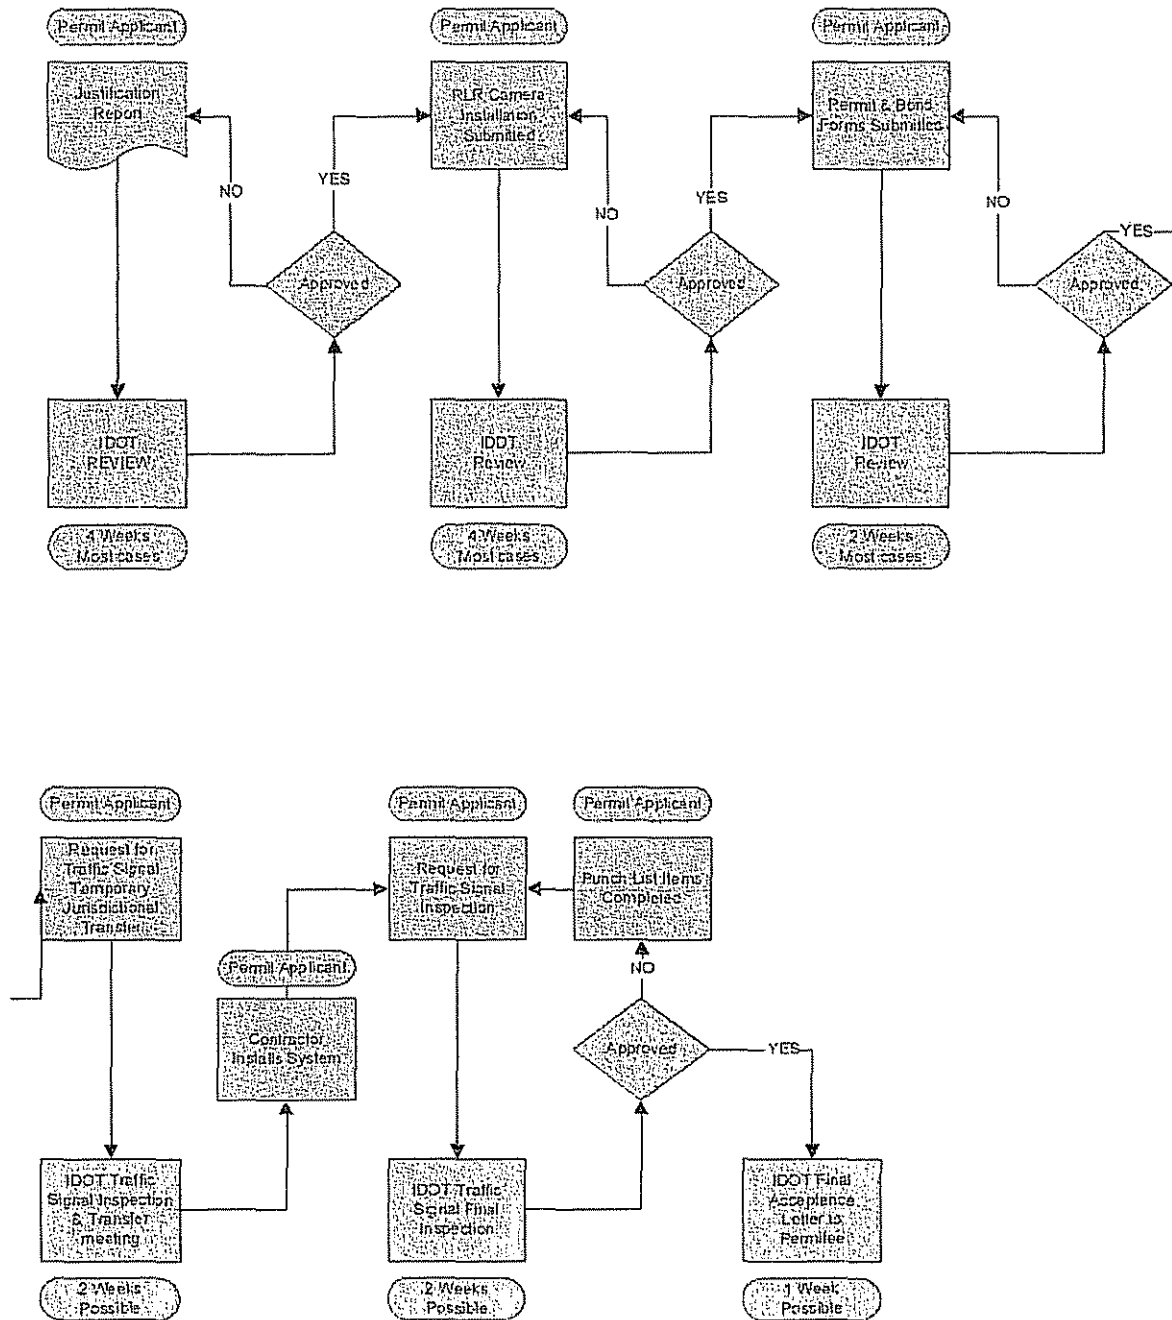 Permit Applicant
Justification
Report
NO
YES
Approved
IDOT
REVIEW
4 Weeks
Most cases
Permit Applicant
RLR Camera
Installation
Submitted
NO
YES
Approved
IDOT
Review
4 Weeks
Most cases
Permit Applicant
Permit & Bond
Forms Submitted
NO
YES
Approved
IDOT
Review
2 Weeks
Most cases
Permit Applicant
Request for
Traffic Signal
Temporary
Jurisdictional
Transfer
IDOT Traffic
Signal Inspection
& Transfer
meeting
2 Weeks
Possible
Permit Applicant
Contractor
Installs System
Permit Applicant
Request for
Traffic Signal
Inspection
IDOT Traffic
Signal Final
Inspection
2 Weeks
Possible
Permit Applicant
Punch List Items
Completed
NO
Approved
YES
IDOT Final
Acceptance
Letter to
Permitee
1 Week
Possible